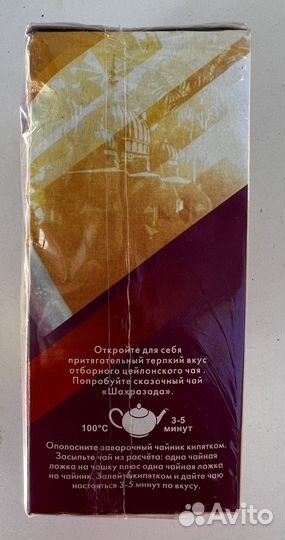 Откройте для себя
притягательный терпкий вкус
отборного цейлонского чая .
Попробуйте сказочный чай
«Шахразада».
100°C
3-5
минут
Ополосните заварочный чайник кипятком.
Засыпьте чай из расчёта: одна чайная
ложка на чашку плюс одна чайная ложка
на чайник. Залейте кипятком и дайте чаю
настояться 3-5 минут по вкусу.
Avito